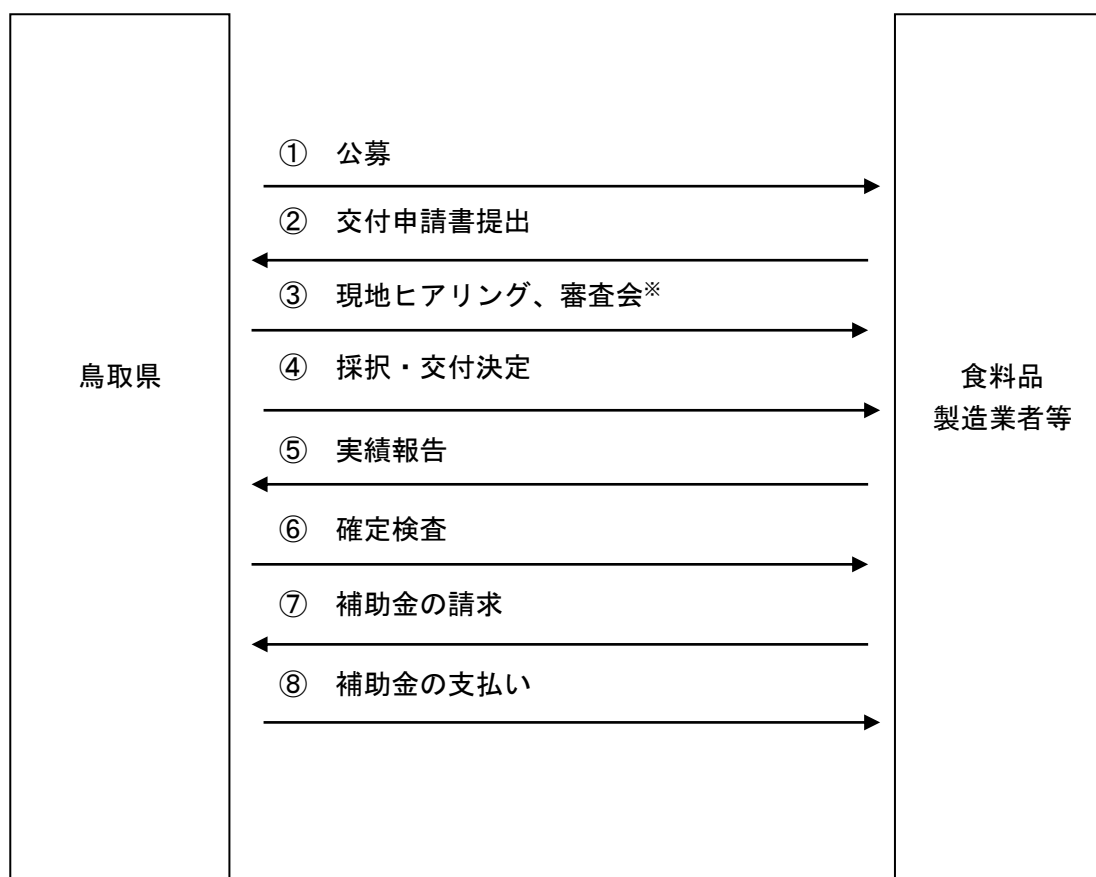 ① 公募
② 交付申請書提出
③ 現地ヒアリング、審査会※
④ 採択・交付決定
鳥取県
食料品
製造業者等
⑤ 実績報告
⑥ 確定検査
⑦ 補助金の請求
⑧ 補助金の支払い